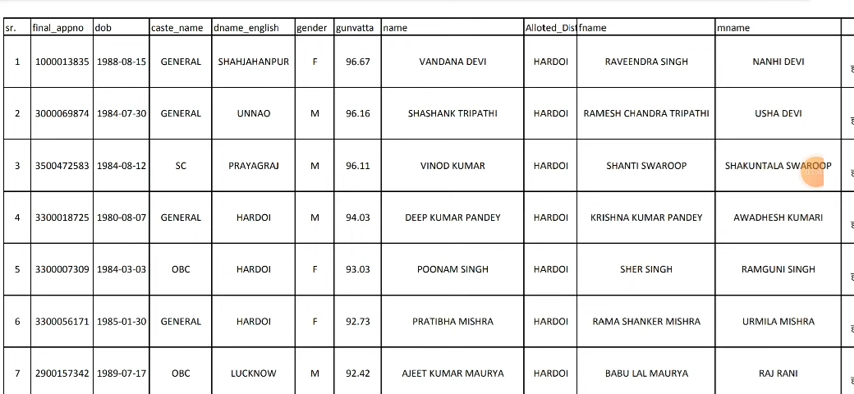 sr. final_appno dob caste_name dname_english gender gunvatta name Alloted_Dist fname mname
1 1000013835 1988-08-15 GENERAL SHAHJAHANPUR F 96.67 VANDANA DEVI HARDOI RAVEENDRA SINGH NANHI DEVI
2 3000069874 1984-07-30 GENERAL UNNAO M 96.16 SHASHANK TRIPATHI HARDOI RAMESH CHANDRA TRIPATHI USHA DEVI
3 3500472583 1984-08-12 SC PRAYAGRAJ M 96.11 VINOD KUMAR HARDOI SHANTI SWAROOP SHAKUNTALA SWAROOP
4 3300018725 1980-08-07 GENERAL HARDOI M 94.03 DEEP KUMAR PANDEY HARDOI KRISHNA KUMAR PANDEY AWADHESH KUMARI
5 3300007309 1984-03-03 OBC HARDOI F 93.03 POONAM SINGH HARDOI SHER SINGH RAMGUNI SINGH
6 3300056171 1985-01-30 GENERAL HARDOI F 92.73 PRATIBHA MISHRA HARDOI RAMA SHANKER MISHRA URMILA MISHRA
7 2900157342 1989-07-17 OBC LUCKNOW M 92.42 AJEET KUMAR MAURYA HARDOI BABU LAL MAURYA RAJ RANI